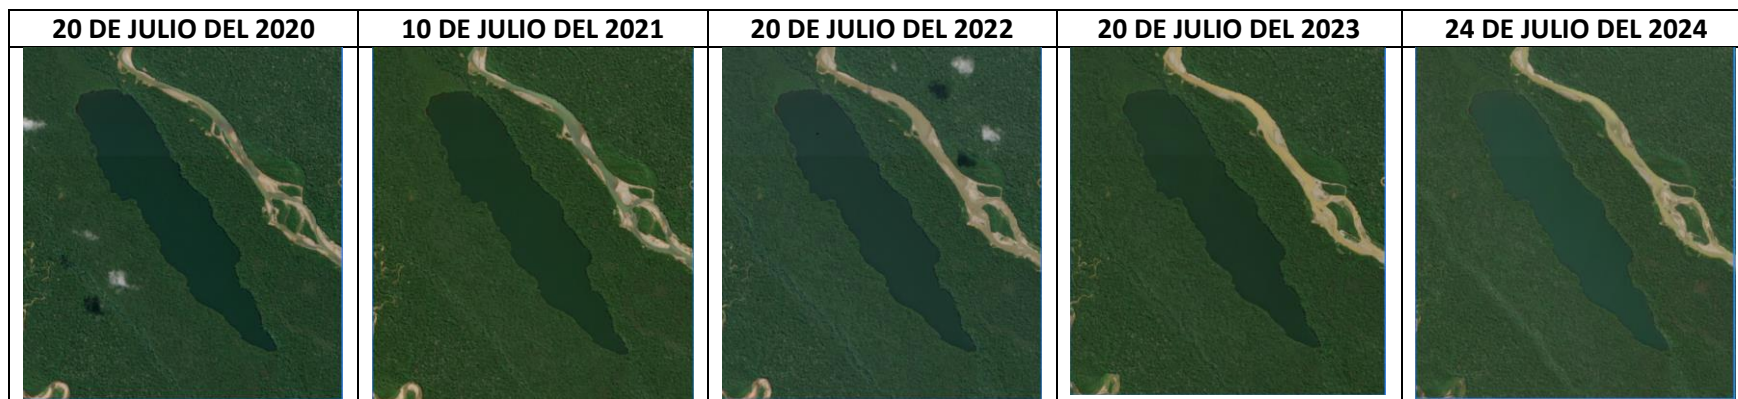 20 DE JULIO DEL 2020
10 DE JULIO DEL 2021
20 DE JULIO DEL 2022
20 DE JULIO DEL 2023
24 DE JULIO DEL 2024